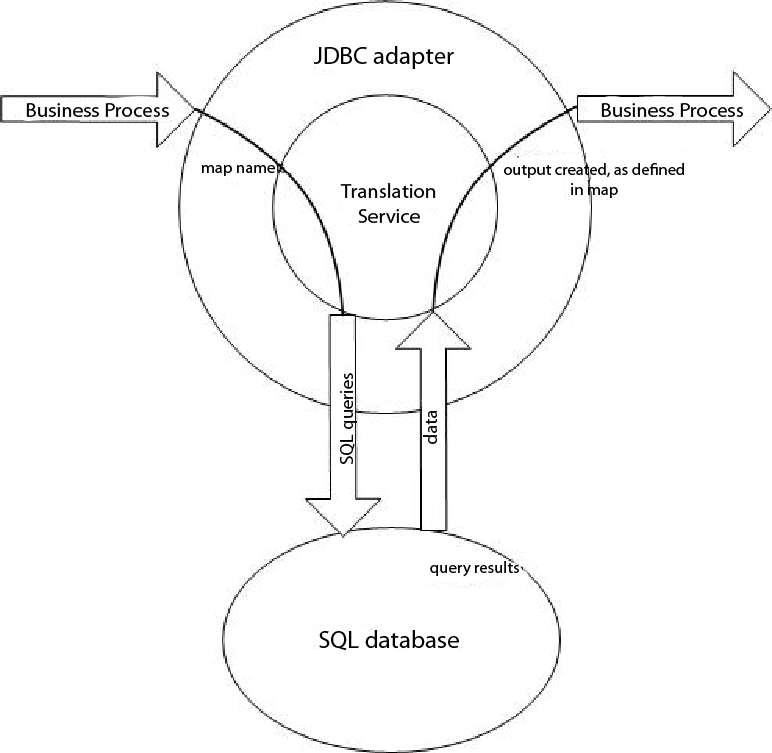 JDBC adapter
Business Process
Business Process
map name
output created, as defined
in map
Translation
Service
SQL queries
data
query results
SQL database